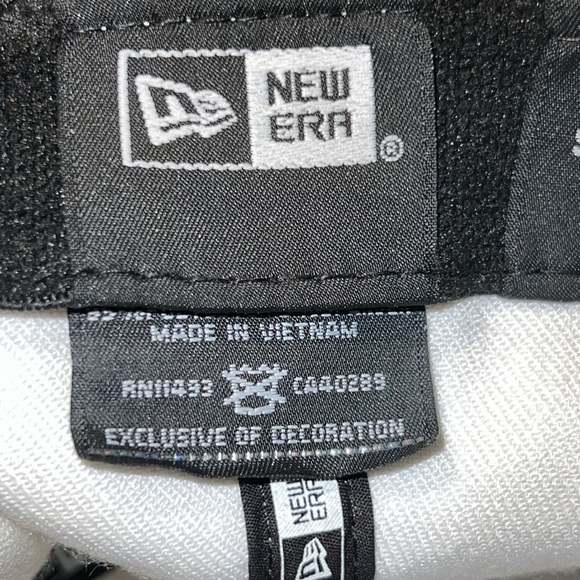 NEW
ERA
®
MADE IN VIETNAM
RN11493 CA40289
EXCLUSIVE OF DECORATION
NEW
ERA